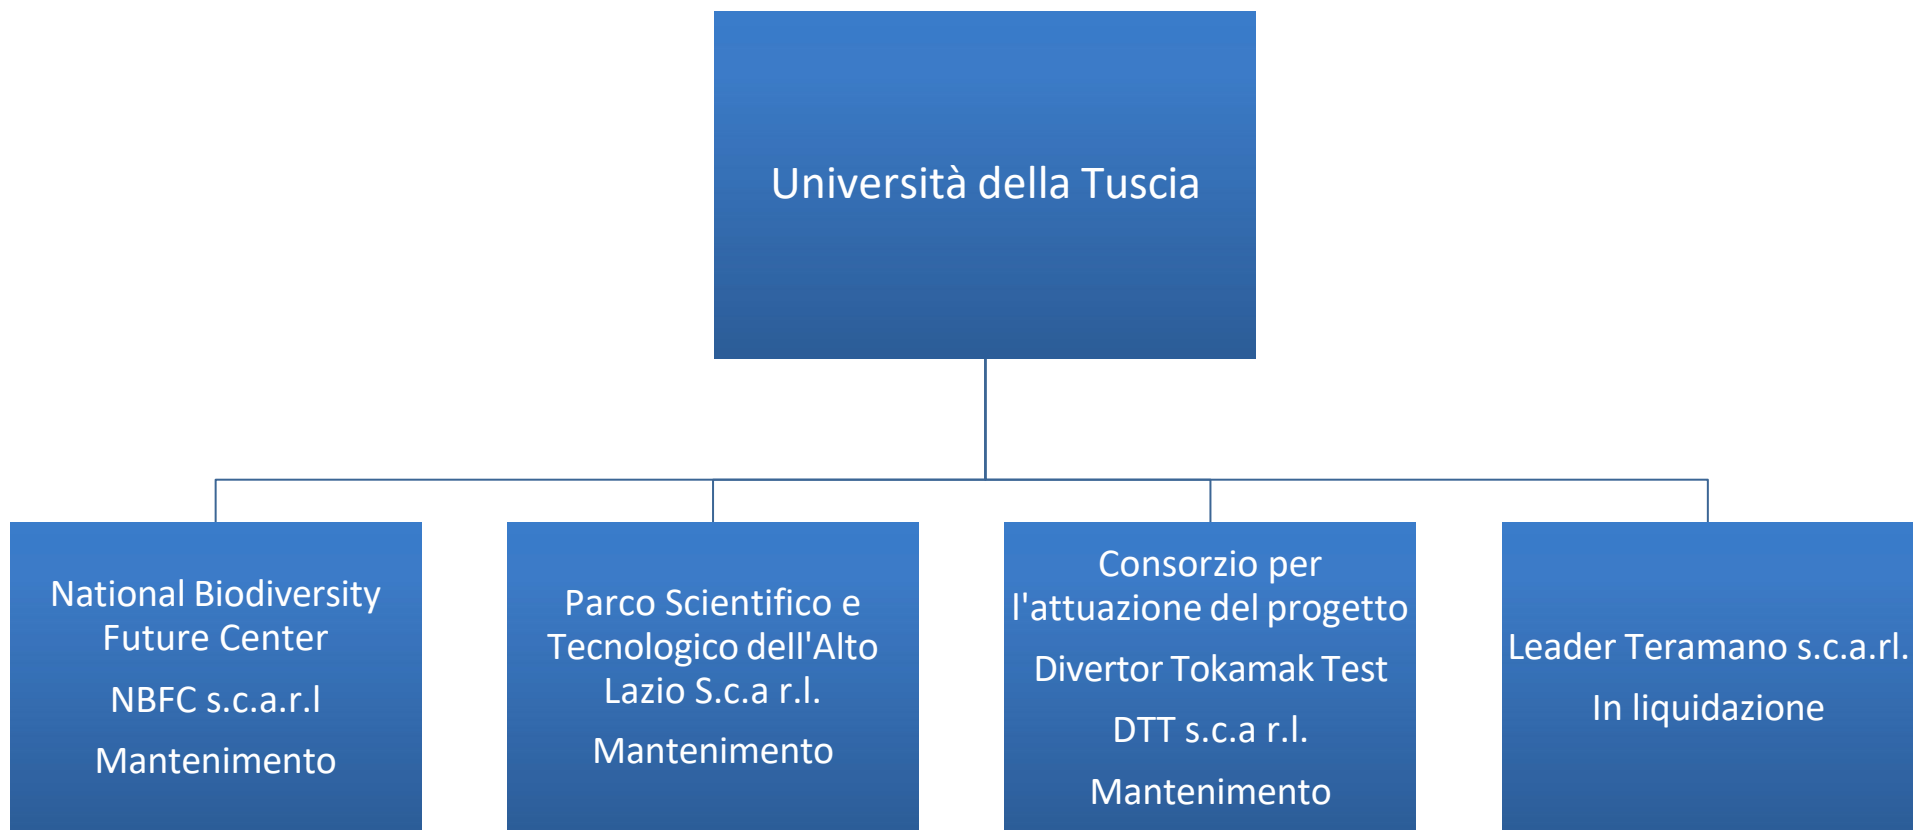 Università della Tuscia
National Biodiversity
Future Center
NBFC s.c.a.r.l
Mantenimento
Parco Scientifico e
Tecnologico dell'Alto
Lazio S.c.a r.l.
Mantenimento
Consorzio per
l'attuazione del progetto
Divertor Tokamak Test
DTT s.c.a r.l.
Mantenimento
Leader Teramano s.c.a.rl.
In liquidazione